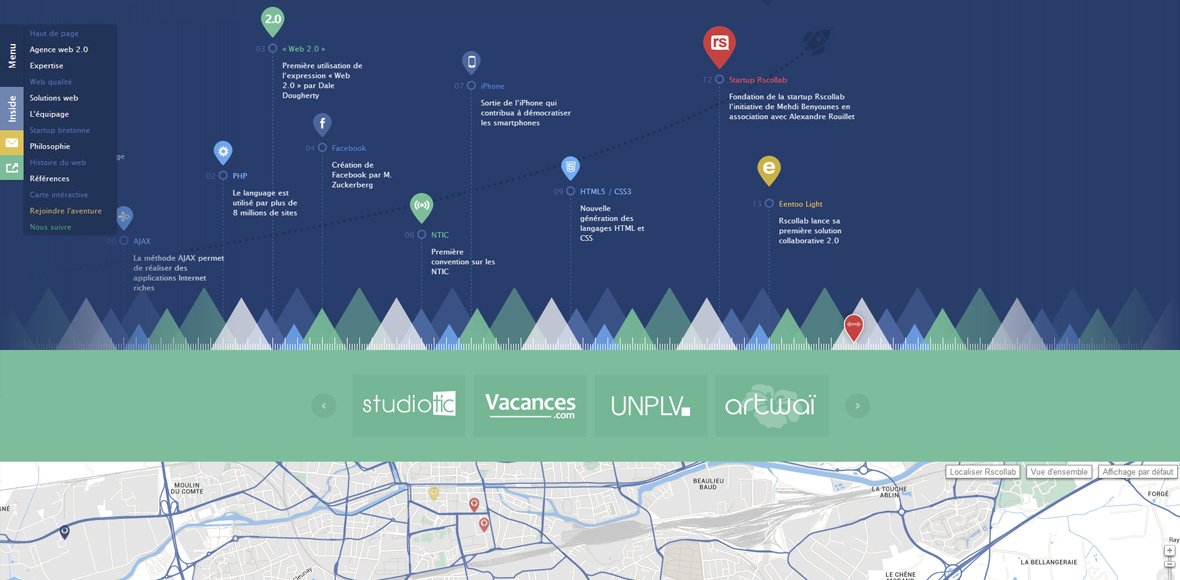 Menu
Inside
Haut de page
Agence web 2.0
Expertise
Web qualité
Solutions web
L'équipage
Startup bretonne
Philosophie
Histoire du web
Références
Carte intéractive
Rejoindre l'aventure
Nous suivre
ge
AJAX
La méthode AJAX permet
de réaliser des
applications Internet
riches
02 PHP
Le language est
utilisé par plus de
8 millions de sites
2.0
03 « Web 2.0 »
Première utilisation de
l'expression « Web
2.0 » par Dale
Dougherty
f
04 Facebook
Création de
Facebook par M.
Zuckerberg
06 NTIC
Première
convention sur les
NTIC
07 iPhone
Sortie de l'iPhone qui
contribua à démocratiser
les smartphones
09 HTML5 / CSS3
Nouvelle
génération des
langages HTML et
CSS
rs
12 Startup Rscollab
Fondation de la startup Rscollab
l'initiative de Mehdi Benyounes en
association avec Alexandre Rouillet
e
13 Eentoo Light
Rscollab lance sa
première solution
collaborative 2.0
studiotic
Vacances
.com
UNPLV
artwaï
Localiser Rscollab
Vue d'ensemble
Affichage par défaut
MOULIN
DU COMTE
BEAULIEU
BAUD
LA TOUCHE
ABLIN
FORGÉ
GNÉ
Ray
LA BELLANGERAIE
LE CHÊNE